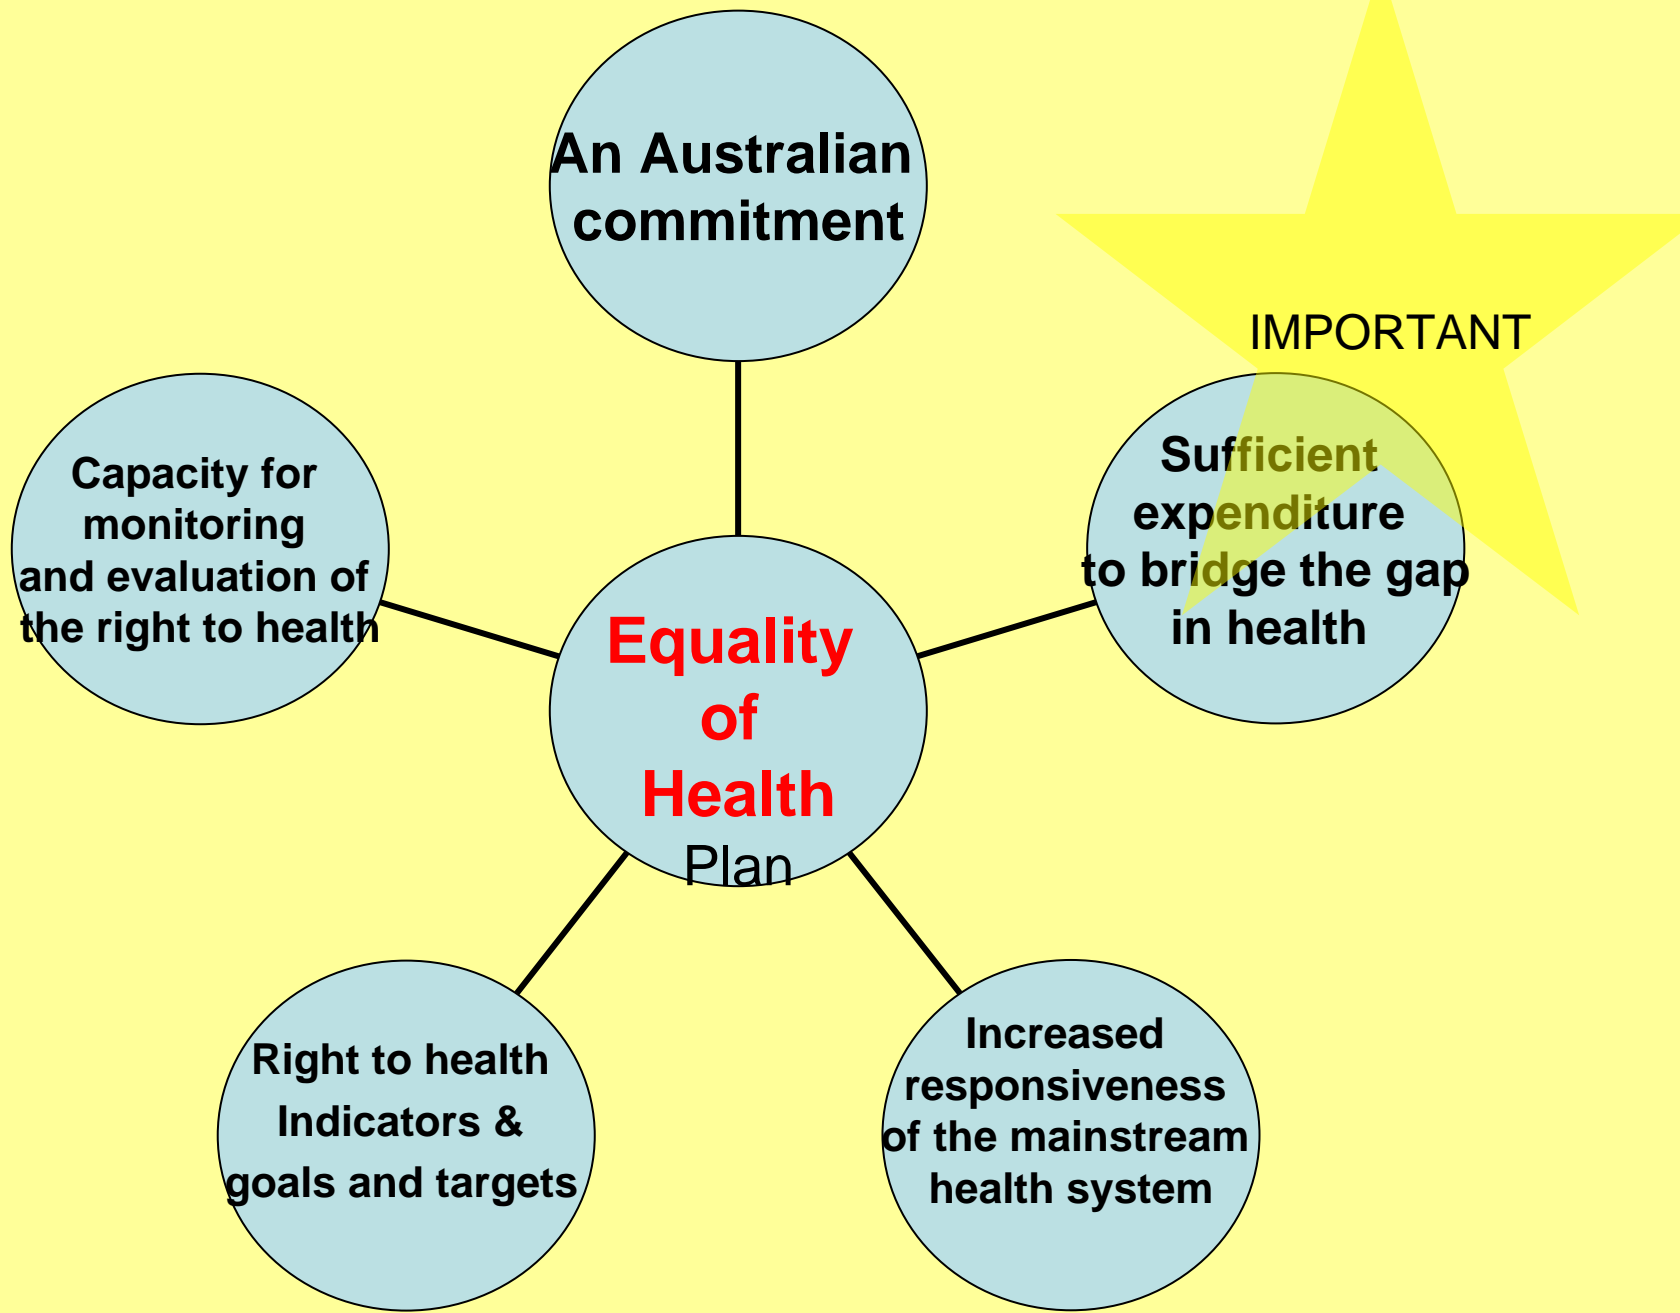 An Australian
commitment
IMPORTANT
Sufficient
expenditure
to bridge the gap
in health
Capacity for
monitoring
and evaluation of
the right to health
Equality
of
Health
Plan
Right to health
Indicators &
goals and targets
Increased
responsiveness
of the mainstream
health system